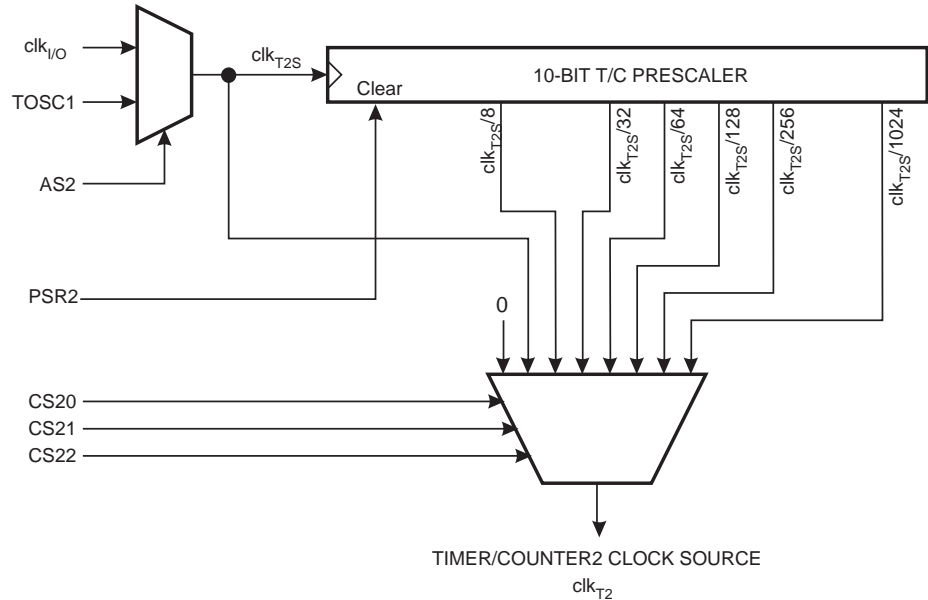 clkI/O
clkT2S
10-BIT T/C PRESCALER
TOSC1
Clear
clkT2S/8
clkT2S/32
clkT2S/64
clkT2S/128
clkT2S/256
clkT2S/1024
AS2
PSR2
0
CS20
CS21
CS22
TIMER/COUNTER2 CLOCK SOURCE
clkT2